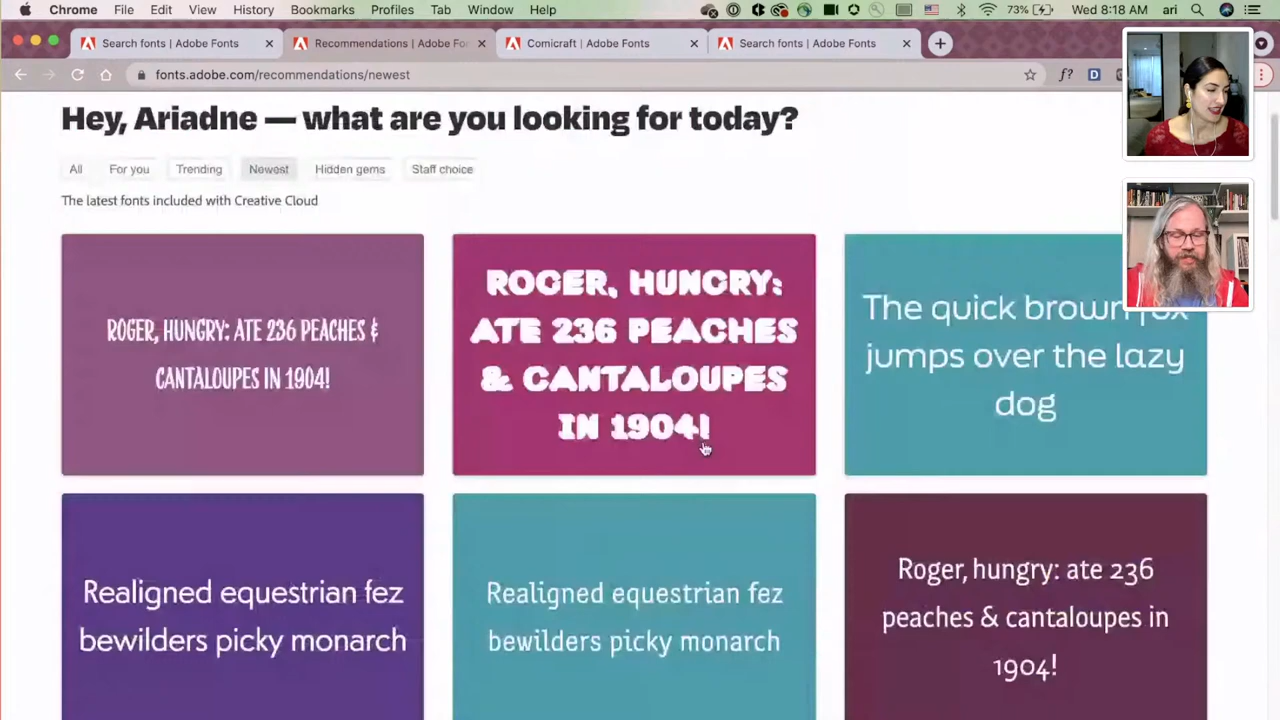 Chrome File Edit View History Bookmarks Profiles Tab Window Help 73% Wed 8:18 AM ari
Search fonts | Adobe Fonts Recommendations | Adobe Fo Comicraft | Adobe Fonts Search fonts | Adobe Fonts
fonts.adobe.com/recommendations/newest f? D
Hey, Ariadne — what are you looking for today?
All For you Trending Newest Hidden gems Staff choice
The latest fonts included with Creative Cloud
ROGER, HUNGRY: ATE 236 PEACHES &
CANTALOUPES IN 1904!
ROGER, HUNGRY:
ATE 236 PEACHES
& CANTALOUPES
IN 1904!
The quick brown fox
jumps over the lazy
dog
Realigned equestrian fez
bewilders picky monarch
Realigned equestrian fez
bewilders picky monarch
Roger, hungry: ate 236
peaches & cantaloupes in
1904!